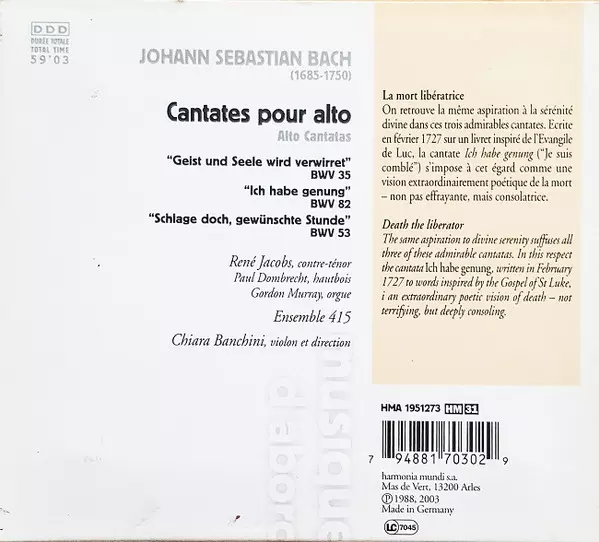 DDD
DURÉE TOTALE
TOTAL TIME
59'03
JOHANN SEBASTIAN BACH
(1685-1750)
Cantates pour alto
Alto Cantatas
“Geist und Seele wird verwirret”
BWV 35
“Ich habe genung”
BWV 82
“Schlage doch, gewünschte Stunde”
BWV 53
René Jacobs, contre-ténor
Paul Dombrecht, hautbois
Gordon Murray, orgue
Ensemble 415
Chiara Banchini, violon et direction
La mort libératrice
On retrouve la même aspiration à la sérénité
divine dans ces trois admirables cantates. Ecrite
en février 1727 sur un livret inspiré de l'Evangile
de Luc, la cantate Ich habe genung (“Je suis
comblé”) s'impose à cet égard comme une
vision extraordinairement poétique de la mort
– non pas effrayante, mais consolatrice.
Death the liberator
The same aspiration to divine serenity suffuses all
three of these admirable cantatas. In this respect
the cantata Ich habe genung, written in February
1727 to words inspired by the Gospel of St Luke,
i an extraordinary poetic vision of death – not
terrifying, but deeply consoling.
HMA 1951273 HM 31
7 94881 70302 9
harmonia mundi s.a.
Mas de Vert, 13200 Arles
Ⓟ 1988, 2003
Made in Germany
LC 7045
musique
d'abord